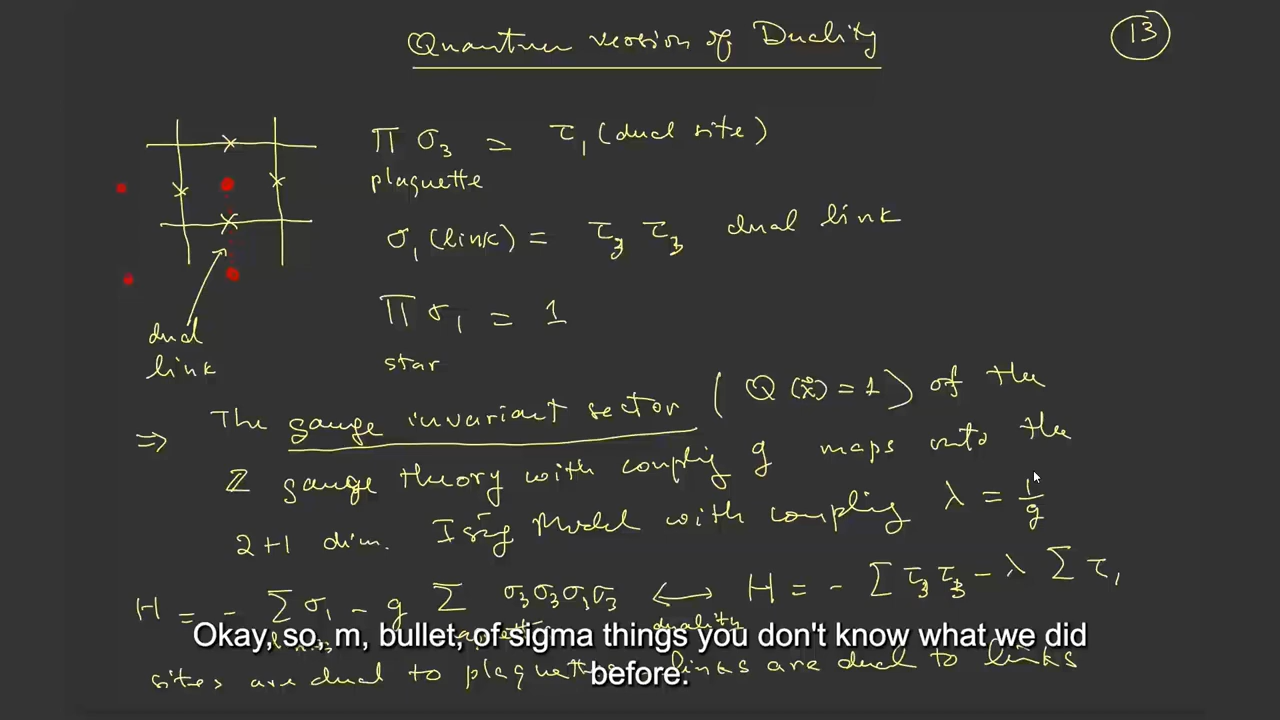 Quantum version of Duality
13
Π σ₃ = τ₁ (dual site)
plaquette
σ₁ (link) = τ₃ τ₃ dual link
Π σ₁ = 1
star
dual
link
⇒ The gauge invariant sector ( Q(x⃗) = 1 ) of the
ℤ gauge theory with couplig g maps onto the
2+1 dim. Ising Model with coupling λ = 1/g
H = - Σ σ₁ - g Σ σ₃σ₃σ₃σ₃ ⟷ H = - Σ τ₃τ₃ - λ Σ τ₁
duality
sites are dual to plaquettes links are dual to links
Okay, so, m, bullet, of sigma things you don't know what we did
before.